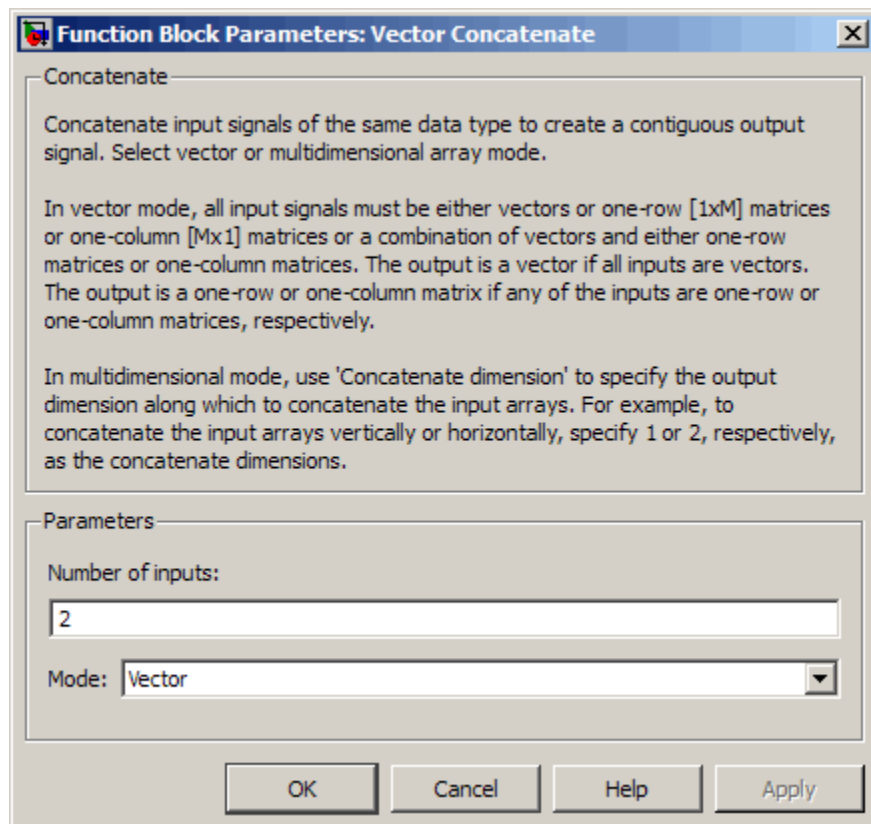 Function Block Parameters: Vector Concatenate
Concatenate
Concatenate input signals of the same data type to create a contiguous output
signal. Select vector or multidimensional array mode.
In vector mode, all input signals must be either vectors or one-row [1xM] matrices
or one-column [Mx1] matrices or a combination of vectors and either one-row
matrices or one-column matrices. The output is a vector if all inputs are vectors.
The output is a one-row or one-column matrix if any of the inputs are one-row or
one-column matrices, respectively.
In multidimensional mode, use 'Concatenate dimension' to specify the output
dimension along which to concatenate the input arrays. For example, to
concatenate the input arrays vertically or horizontally, specify 1 or 2, respectively,
as the concatenate dimensions.
Parameters
Number of inputs:
2
Mode: Vector
OK Cancel Help Apply